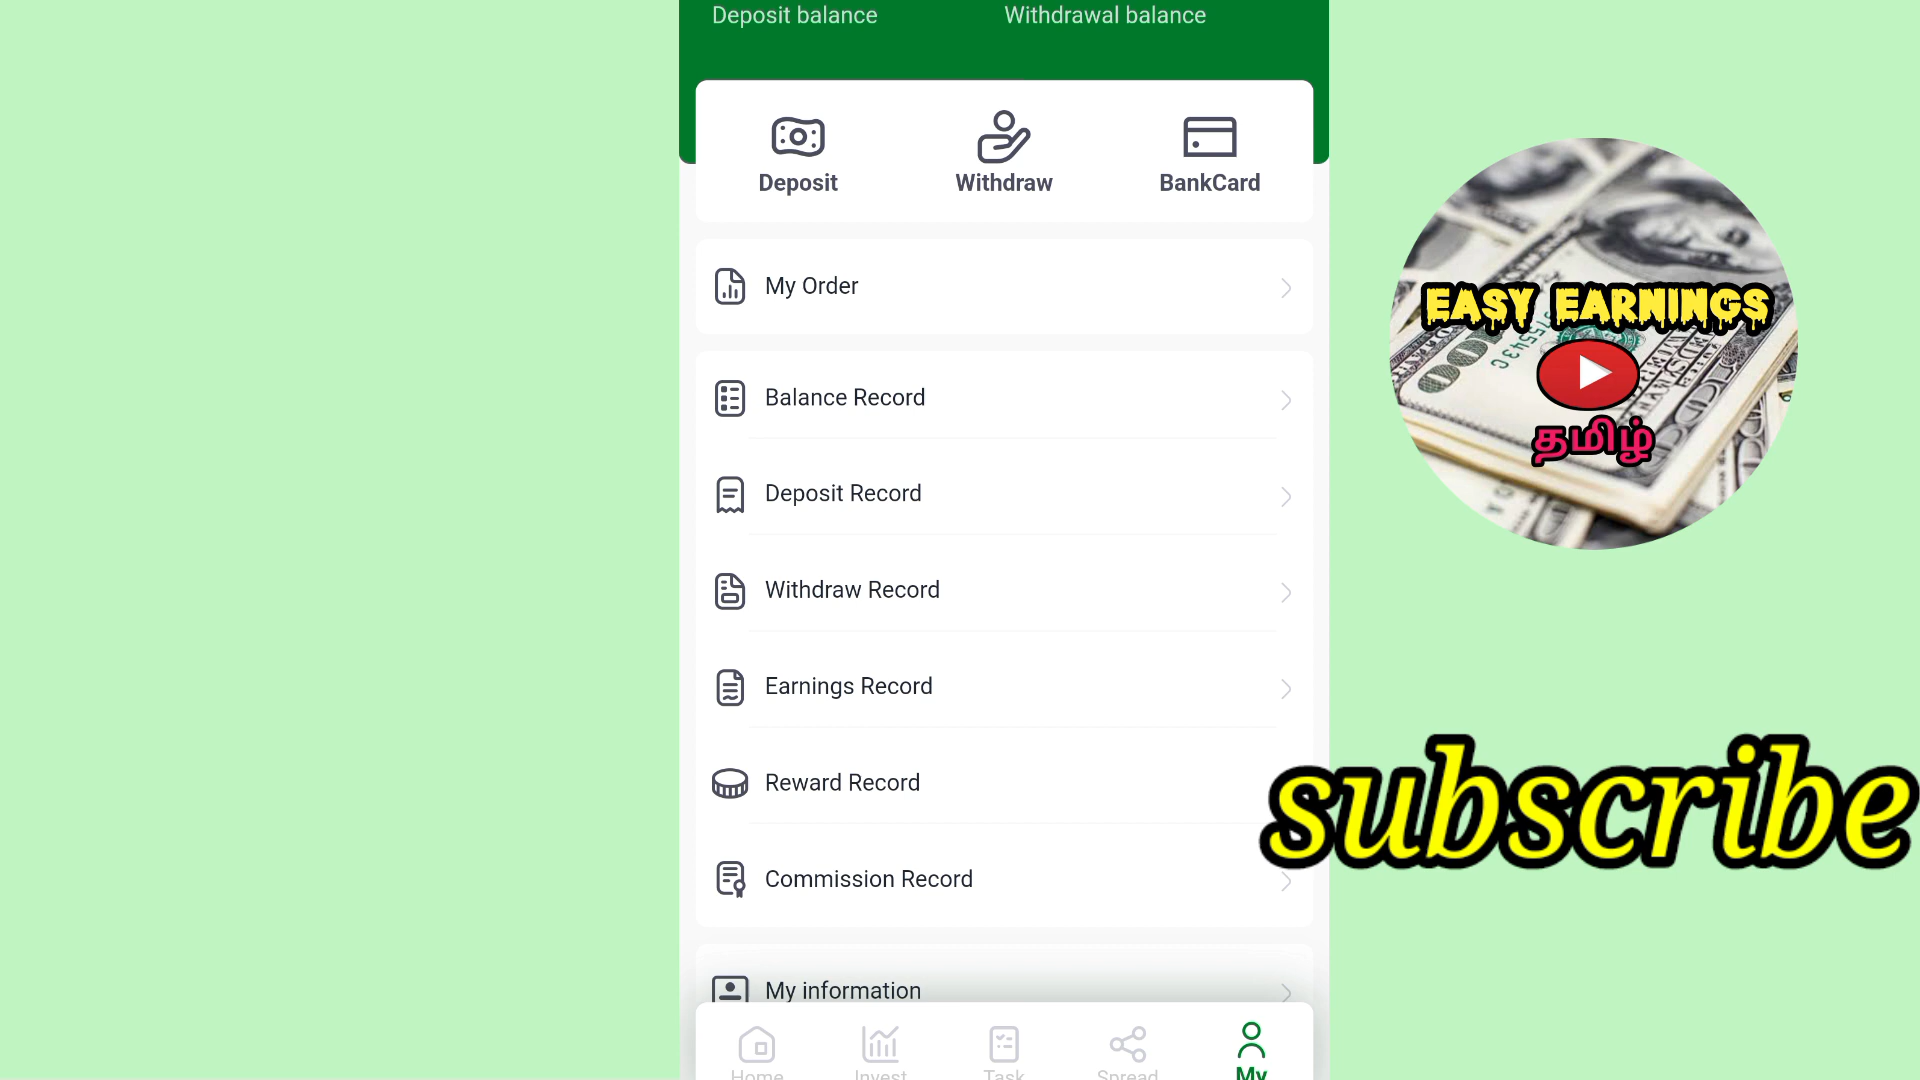 Deposit balance
Withdrawal balance
Deposit
Withdraw
BankCard
My Order
Balance Record
Deposit Record
Withdraw Record
Earnings Record
Reward Record
Commission Record
My information
Home
Invest
Task
Spread
My
EASY EARNINGS
தமிழ்
subscribe